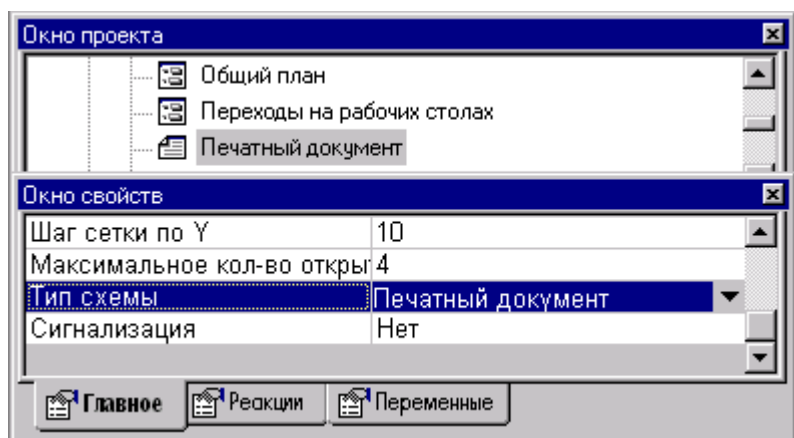 Окно проекта
Общий план
Переходы на рабочих столах
Печатный документ
Окно свойств
Шаг сетки по Y 10
Максимальное кол-во откры 4
Тип схемы Печатный документ
Сигнализация Нет
Главное Реакции Переменные